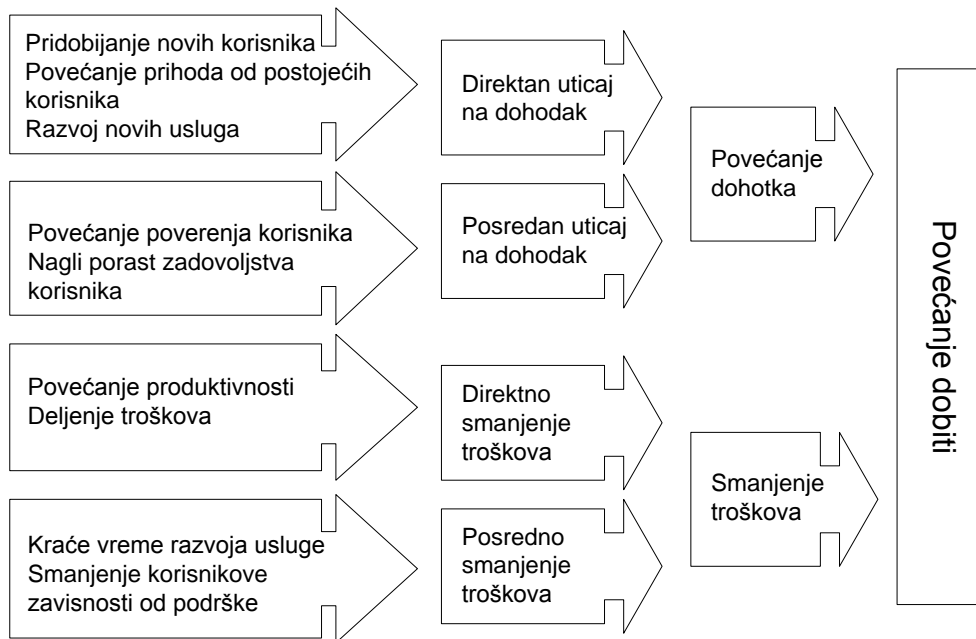 Pridobijanje novih korisnika
Povećanje prihoda od postojećih
korisnika
Razvoj novih usluga
Direktan uticaj
na dohodak
Povećanje poverenja korisnika
Nagli porast zadovoljstva
korisnika
Posredan uticaj
na dohodak
Povećanje
dohotka
Povećanje produktivnosti
Deljenje troškova
Direktno
smanjenje
troškova
Kraće vreme razvoja usluge
Smanjenje korisnikove
zavisnosti od podrške
Posredno
smanjenje
troškova
Smanjenje
troškova
Povećanje dobiti